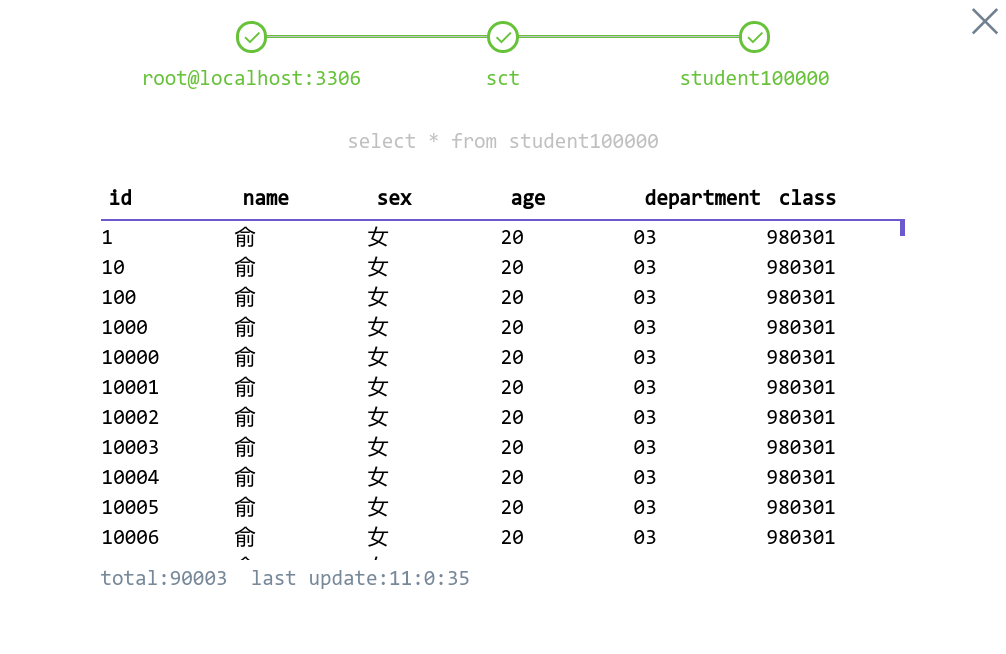 root@localhost:3306 sct student100000
select * from student100000
id name sex age department class
1 俞 女 20 03 980301
10 俞 女 20 03 980301
100 俞 女 20 03 980301
1000 俞 女 20 03 980301
10000 俞 女 20 03 980301
10001 俞 女 20 03 980301
10002 俞 女 20 03 980301
10003 俞 女 20 03 980301
10004 俞 女 20 03 980301
10005 俞 女 20 03 980301
10006 俞 女 20 03 980301
total:90003 last update:11:0:35